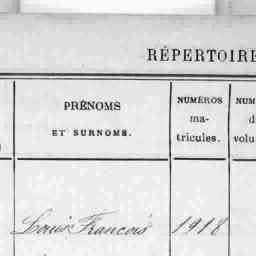 RÉPERTOIRE
PRÉNOMS
ET SURNOMS.
NUMÉROS
ma-
tricules.
Louis François
1918